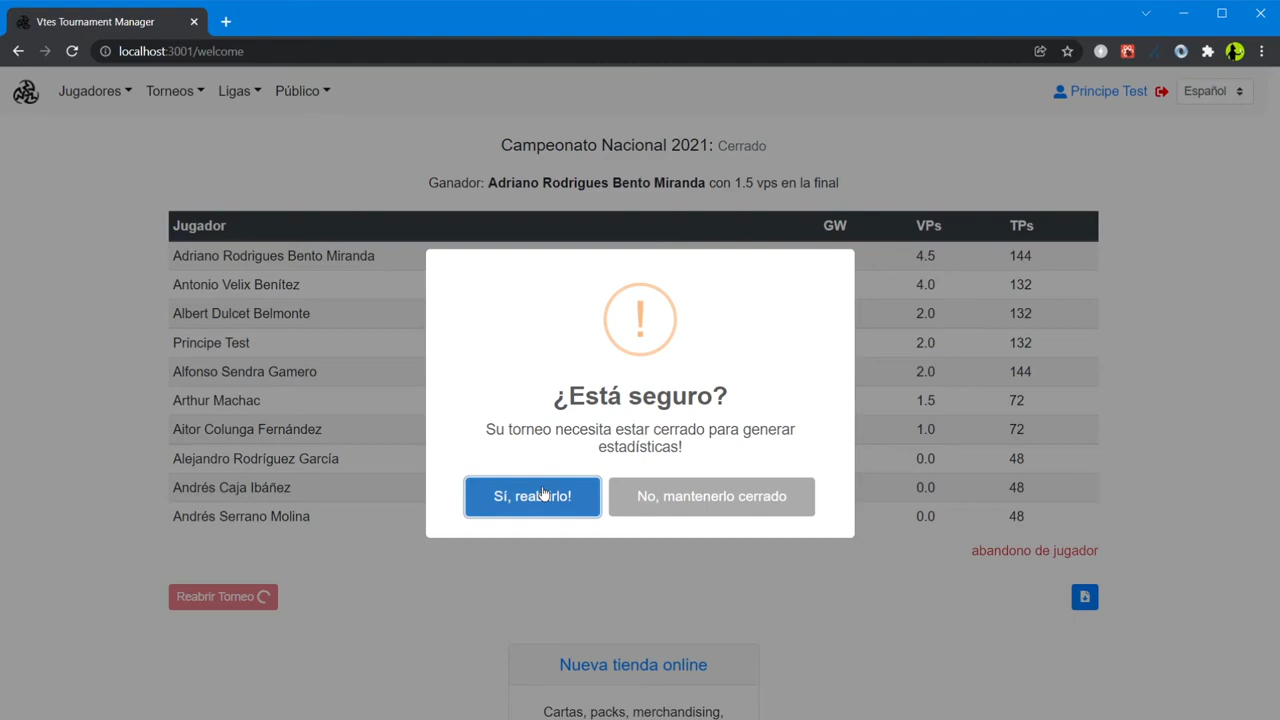 Vtes Tournament Manager
localhost:3001/welcome
Jugadores Torneos Ligas Público Principe Test Español
Campeonato Nacional 2021: Cerrado
Ganador: Adriano Rodrigues Bento Miranda con 1.5 vps en la final
Jugador GW VPs TPs
Adriano Rodrigues Bento Miranda 4.5 144
Antonio Velix Benítez 4.0 132
Albert Dulcet Belmonte 2.0 132
Principe Test 2.0 132
Alfonso Sendra Gamero 2.0 144
Arthur Machac 1.5 72
Aitor Colunga Fernández 1.0 72
Alejandro Rodríguez García 0.0 48
Andrés Caja Ibáñez 0.0 48
Andrés Serrano Molina 0.0 48
!
¿Está seguro?
Su torneo necesita estar cerrado para generar
estadísticas!
Sí, reabrirlo! No, mantenerlo cerrado
abandono de jugador
Reabrir Torneo
Nueva tienda online
Cartas, packs, merchandising,